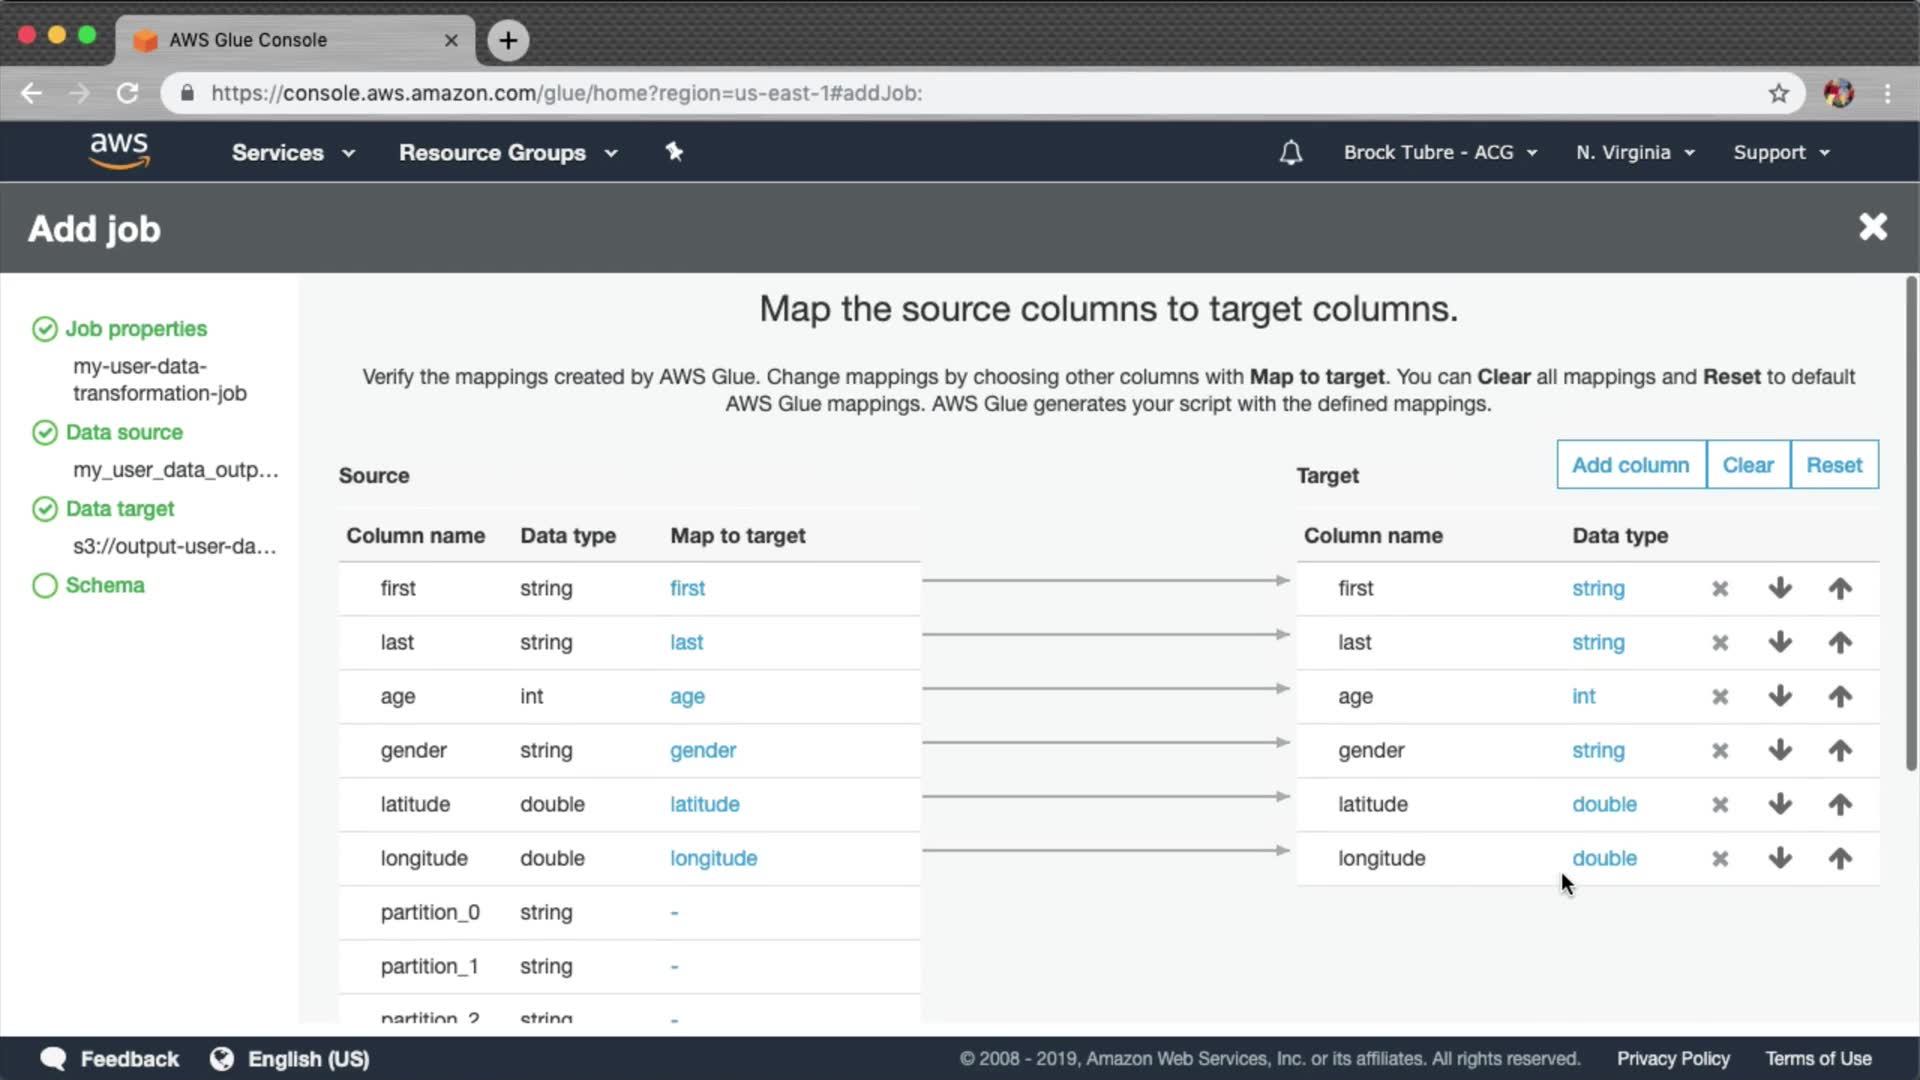 AWS Glue Console
https://console.aws.amazon.com/glue/home?region=us-east-1#addJob:
aws Services Resource Groups Brock Tubre - ACG N. Virginia Support
Add job
Job properties
my-user-data-
transformation-job
Data source
my_user_data_outp...
Data target
s3://output-user-da...
Schema
Map the source columns to target columns.
Verify the mappings created by AWS Glue. Change mappings by choosing other columns with Map to target. You can Clear all mappings and Reset to default
AWS Glue mappings. AWS Glue generates your script with the defined mappings.
Source
Column name Data type Map to target
first string first
last string last
age int age
gender string gender
latitude double latitude
longitude double longitude
partition_0 string -
partition_1 string -
partition_2 string -
Target Add column Clear Reset
Column name Data type
first string
last string
age int
gender string
latitude double
longitude double
Feedback English (US) © 2008 - 2019, Amazon Web Services, Inc. or its affiliates. All rights reserved. Privacy Policy Terms of Use